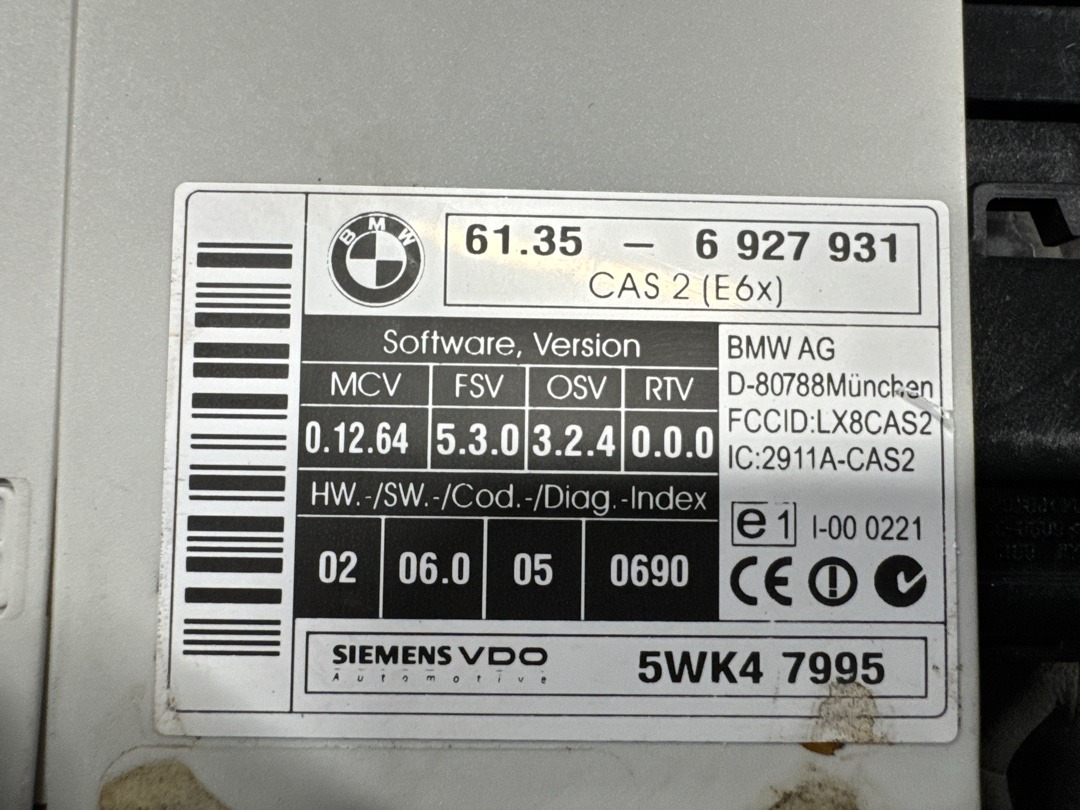 BMW
61.35 – 6 927 931
CAS 2 (E6x)
Software, Version
MCV FSV OSV RTV
0.12.64 5.3.0 3.2.4 0.0.0
HW.-/SW.-/Cod.-/Diag.-Index
02 06.0 05 0690
BMW AG
D-80788München
FCCID:LX8CAS2
IC:2911A-CAS2
e1 I-00 0221
CE
SIEMENS VDO
Automotive
5WK4 7995